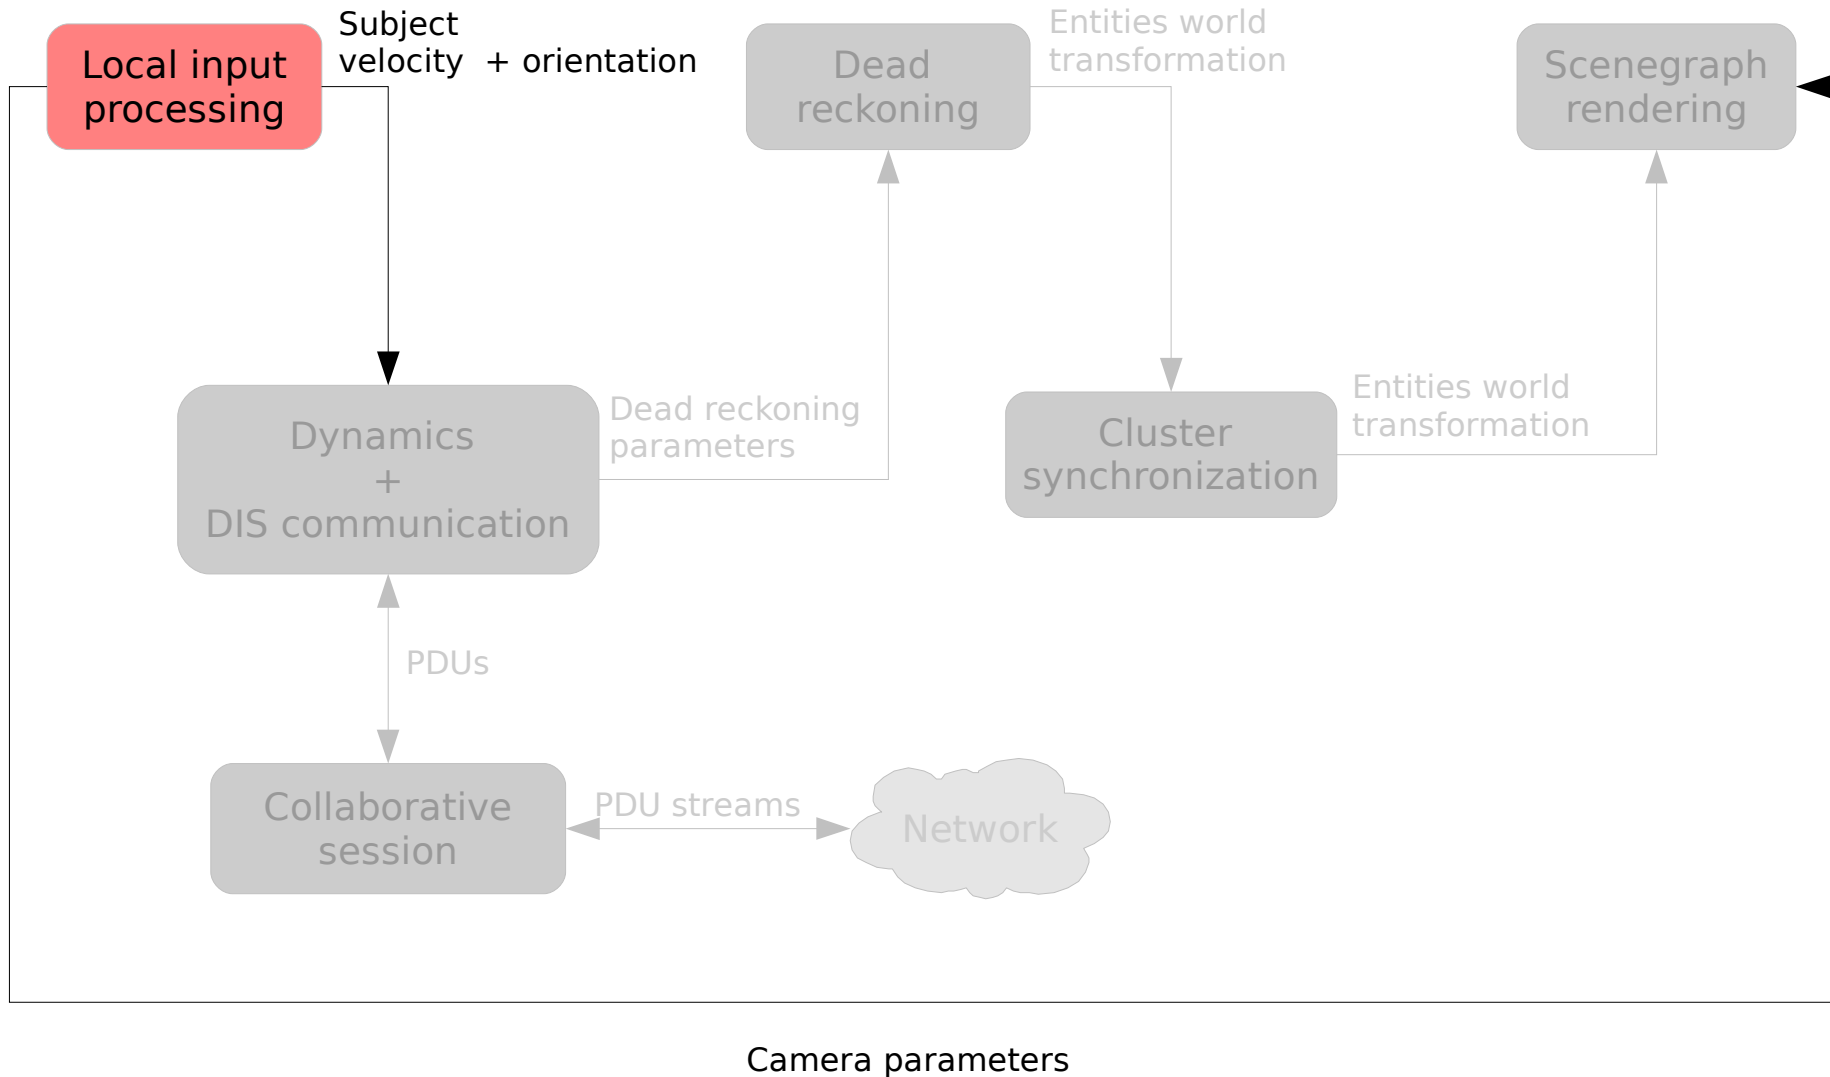 Local input
processing
Subject
velocity + orientation
Dead
reckoning
Entities world
transformation
Scenegraph
rendering
Dynamics
+
DIS communication
Dead reckoning
parameters
Cluster
synchronization
Entities world
transformation
PDUs
Collaborative
session
PDU streams
Network
Camera parameters